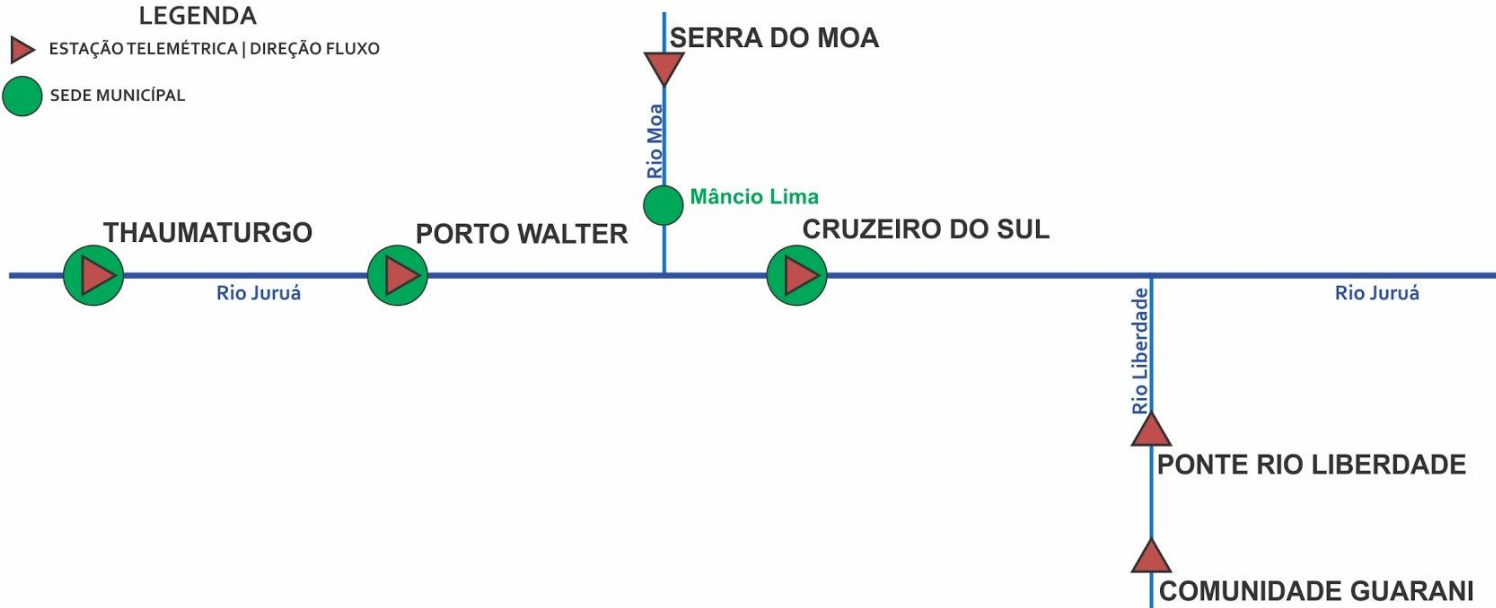 LEGENDA
ESTAÇÃO TELEMÉTRICA | DIREÇÃO FLUXO
SEDE MUNICÍPAL
SERRA DO MOA
Rio Moa
Mâncio Lima
THAUMATURGO
PORTO WALTER
CRUZEIRO DO SUL
Rio Juruá
Rio Juruá
Rio Liberdade
PONTE RIO LIBERDADE
COMUNIDADE GUARANI